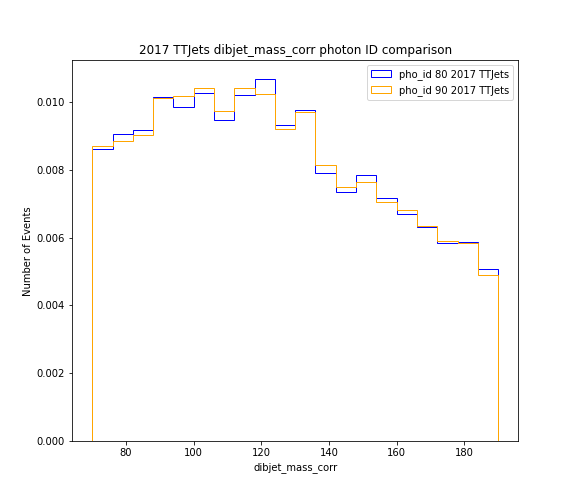 2017 TTJets dibjet_mass_corr photon ID comparison
pho_id 80 2017 TTJets
pho_id 90 2017 TTJets
Number of Events
0.010
0.008
0.006
0.004
0.002
0.000
80 100 120 140 160 180
dibjet_mass_corr